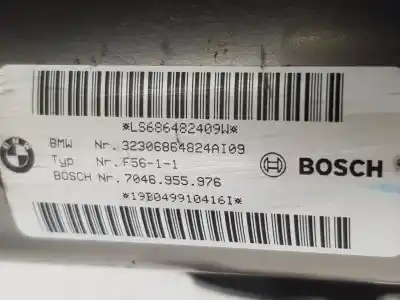 *LS686482409W*
BMW Nr. 32306864824AI09
Typ Nr. F56-1-1
BOSCH Nr. 7046.955.976
BOSCH
*19B049910416I*